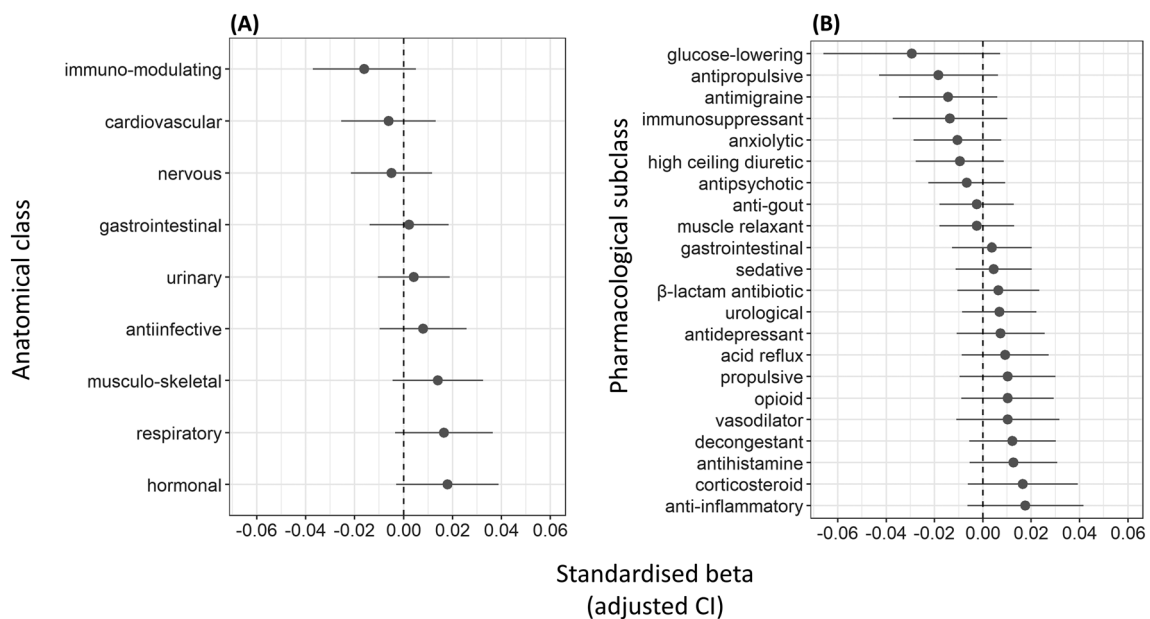 (A)
Anatomical class
immuno-modulating
cardiovascular
nervous
gastrointestinal
urinary
antiinfective
musculo-skeletal
respiratory
hormonal
-0.06 -0.04 -0.02 0.00 0.02 0.04 0.06
(B)
Pharmacological subclass
glucose-lowering
antipropulsive
antimigraine
immunosuppressant
anxiolytic
high ceiling diuretic
antipsychotic
anti-gout
muscle relaxant
gastrointestinal
sedative
β-lactam antibiotic
urological
antidepressant
acid reflux
propulsive
opioid
vasodilator
decongestant
antihistamine
corticosteroid
anti-inflammatory
-0.06 -0.04 -0.02 0.00 0.02 0.04 0.06
Standardised beta
(adjusted CI)